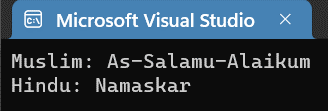 Microsoft Visual Studio
Muslim: As-Salamu-Alaikum
Hindu: Namaskar